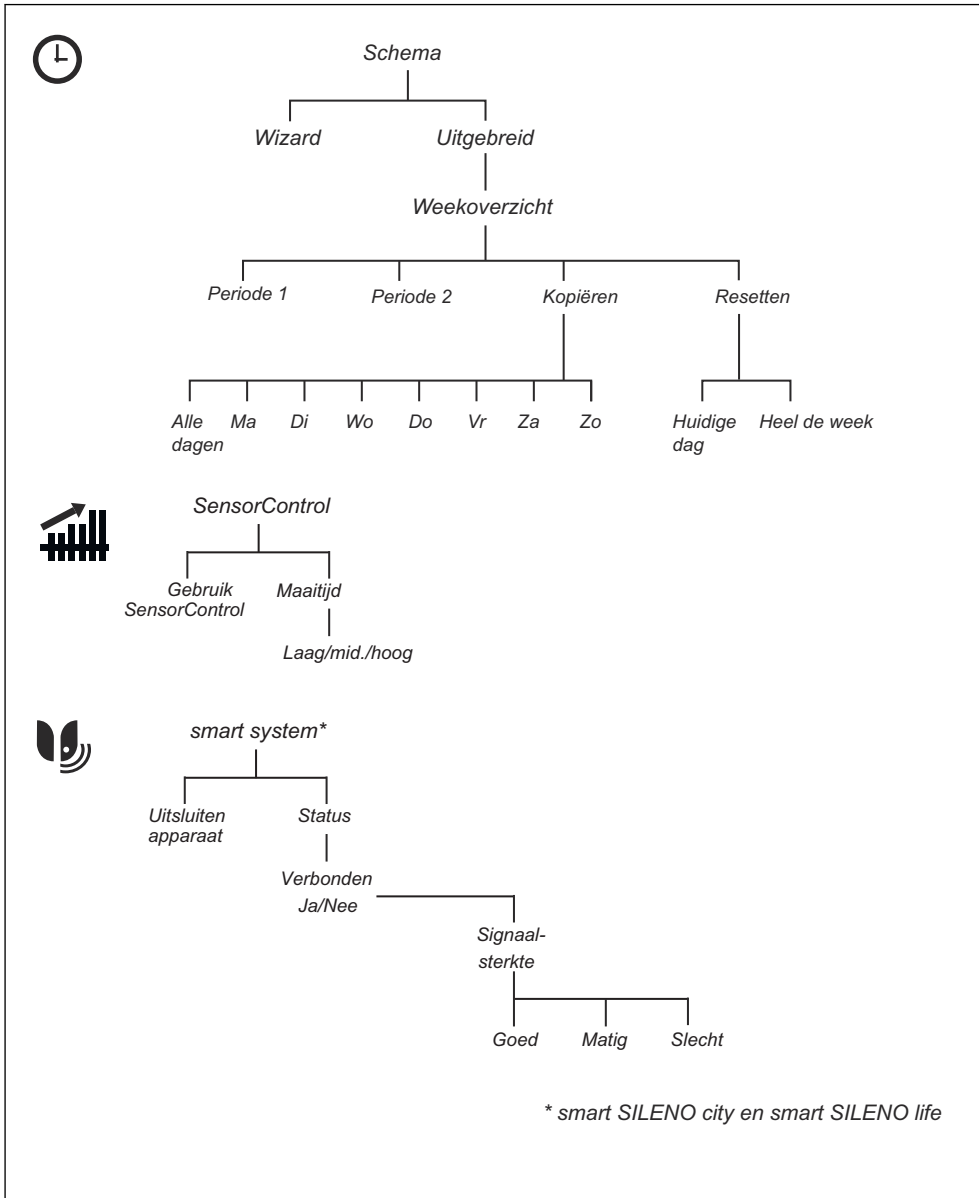 Schema
Wizard
Uitgebreid
Weekoverzicht
Periode 1
Periode 2
Kopiëren
Resetten
Alle
dagen
Ma
Di
Wo
Do
Vr
Za
Zo
Huidige
dag
Heel de week
SensorControl
Gebruik
SensorControl
Maaitijd
Laag/mid./hoog
smart system*
Uitsluiten
apparaat
Status
Verbonden
Ja/Nee
Signaal-
sterkte
Goed
Matig
Slecht
* smart SILENO city en smart SILENO life